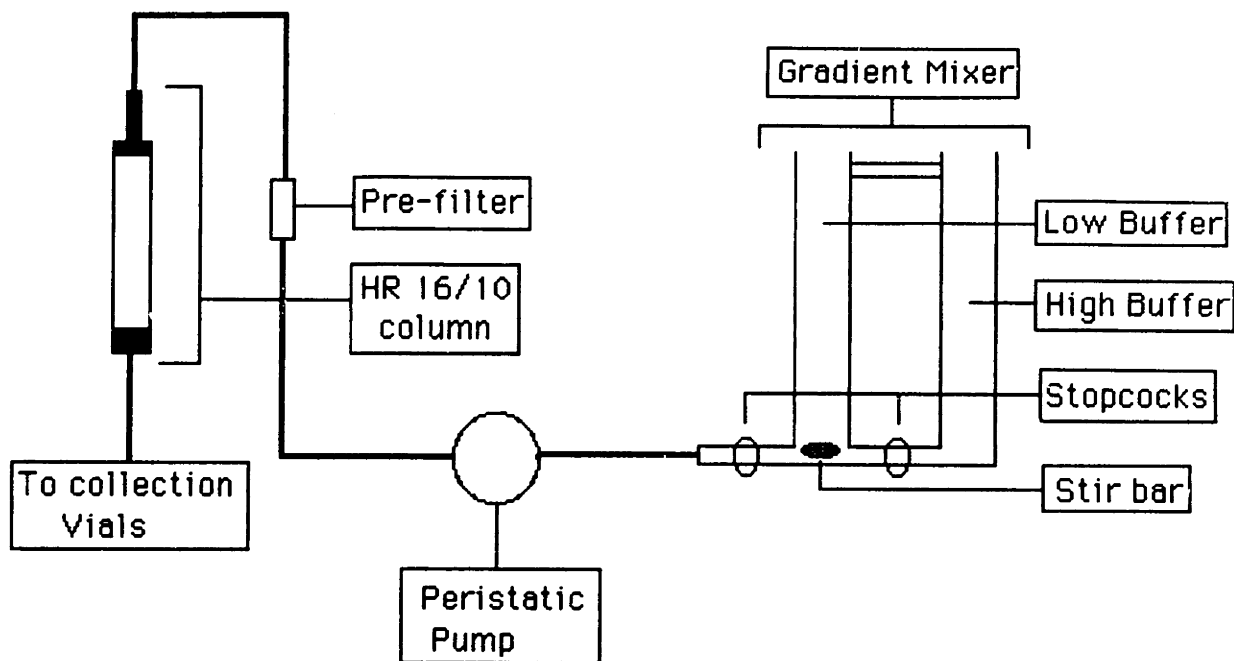 Gradient Mixer
Pre-filter
Low Buffer
HR 16/10
column
High Buffer
Stopcocks
To collection
Vials
Stir bar
Peristatic
Pump